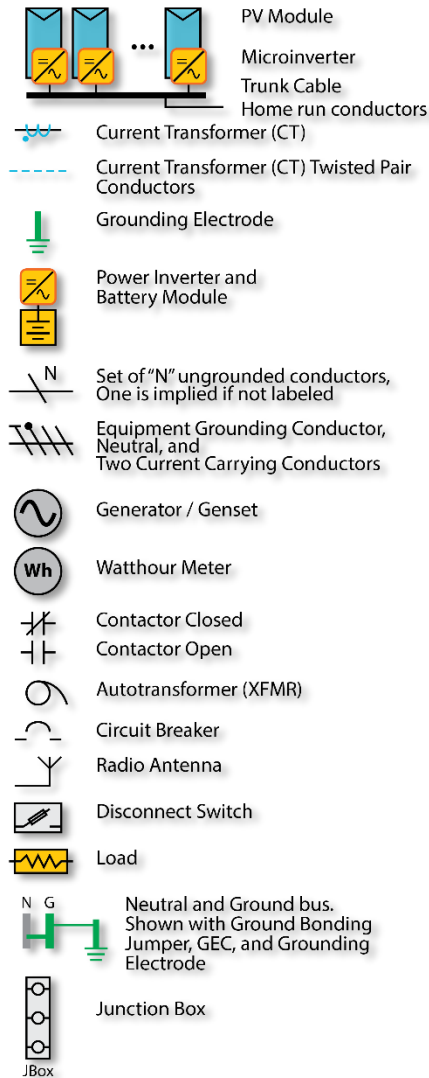 PV Module
...
Microinverter
Trunk Cable
Home run conductors
Current Transformer (CT)
Current Transformer (CT) Twisted Pair
Conductors
Grounding Electrode
Power Inverter and
Battery Module
N
Set of "N" ungrounded conductors,
One is implied if not labeled
Equipment Grounding Conductor,
Neutral, and
Two Current Carrying Conductors
Generator / Genset
Wh
Watthour Meter
Contactor Closed
Contactor Open
Autotransformer (XFMR)
Circuit Breaker
Radio Antenna
Disconnect Switch
Load
N G
Neutral and Ground bus.
Shown with Ground Bonding
Jumper, GEC, and Grounding
Electrode
Junction Box
JBox